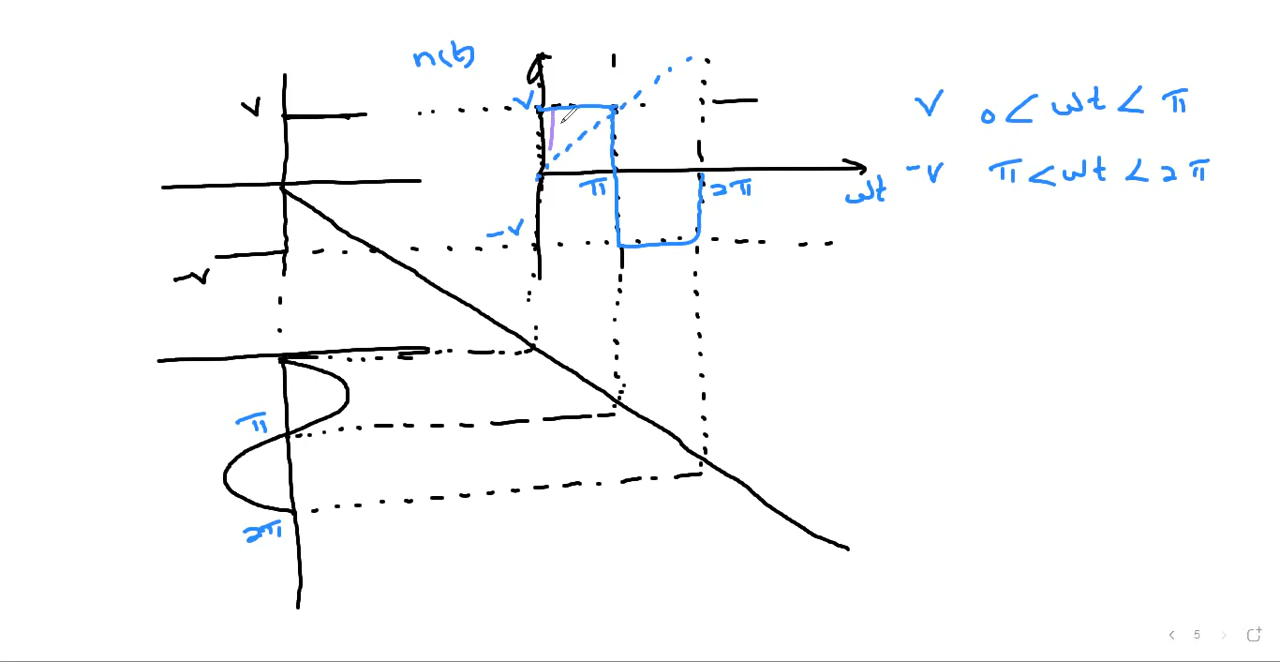 n(t)
V
V
V 0 < ωt < π
-V π < ωt < 2π
π
2π
ωt
-V
-V
π
2π
5